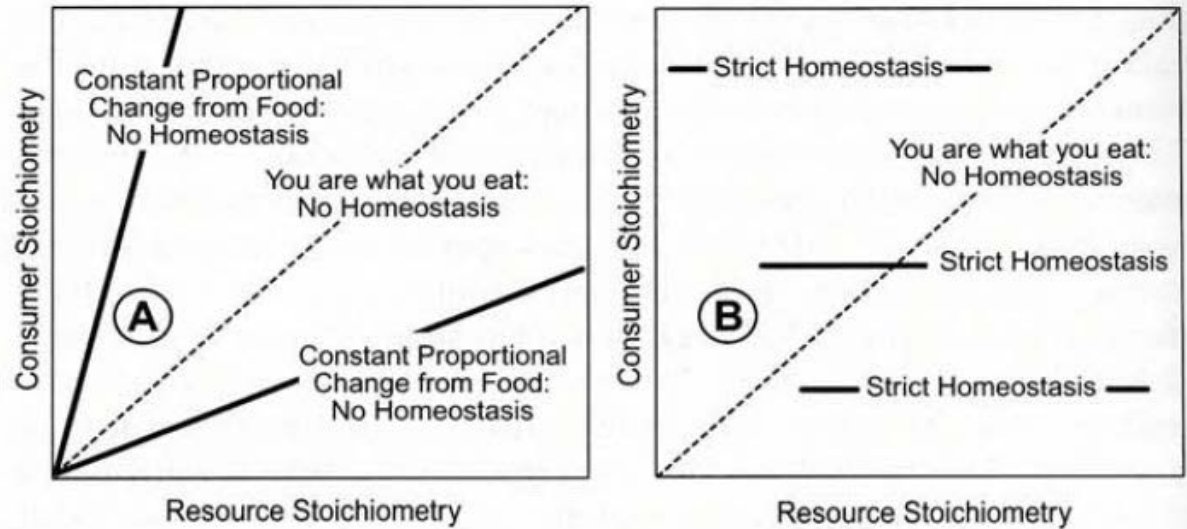 Consumer Stoichiometry
Constant Proportional
Change from Food:
No Homeostasis
You are what you eat:
No Homeostasis
A
Constant Proportional
Change from Food:
No Homeostasis
Resource Stoichiometry
Consumer Stoichiometry
Strict Homeostasis
You are what you eat:
No Homeostasis
Strict Homeostasis
B
Strict Homeostasis
Resource Stoichiometry